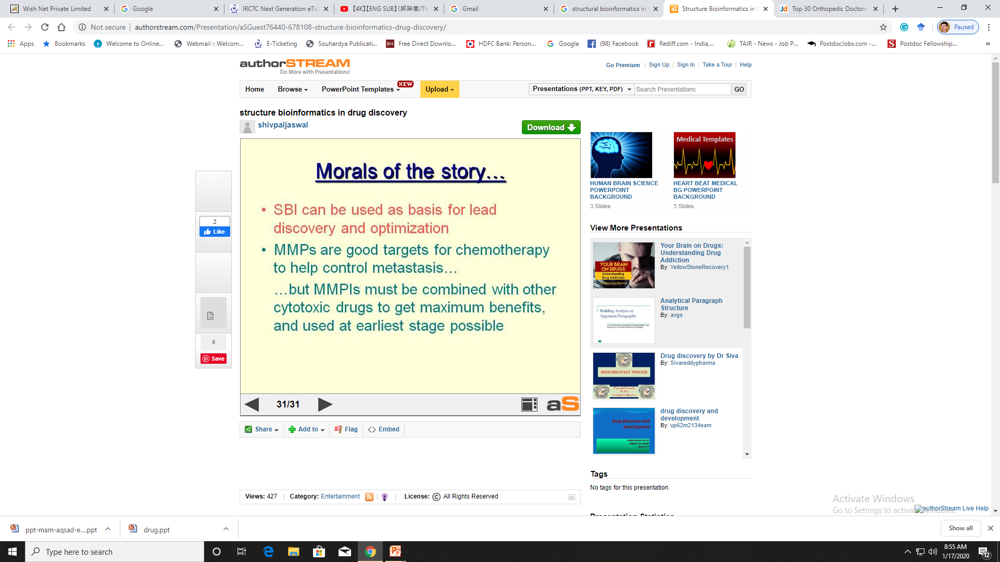 Wish Net Private Limited
Google
IRCTC Next Generation eTic
【4K】【ENG SUB】《绑架者/Th
Gmail
structural bioinformatics in
Structure Bioinformatics in
Top 30 Orthopedic Doctors
Not secure
authorstream.com/Presentation/aSGuest76440-678108-structure-bioinformatics-drug-discovery/
Paused
Apps
Bookmarks
Welcome to Online...
Webmail :: Welcom...
E-Ticketing
Souhardya Publicati...
Free Direct Downlo...
HDFC Bank: Person...
Google
(98) Facebook
Rediff.com - India,...
TAIR - News - Job P...
PostdocJobs.com -...
Postdoc Fellowship...
»
authorSTREAM
Do More with Presentations!
Go Premium | Sign Up | Sign In | Take a Tour | Help
NEW
Home
Browse
PowerPoint Templates
Upload
Presentations (PPT, KEY, PDF)
Search Presentations
GO
structure bioinformatics in drug discovery
shivpaljaswal
Download
Morals of the story...
• SBI can be used as basis for lead
discovery and optimization
• MMPs are good targets for chemotherapy
to help control metastasis...
...but MMPIs must be combined with other
cytotoxic drugs to get maximum benefits,
and used at earliest stage possible
2
Like
0
Save
31/31
aS
Share
Add to
Flag
Embed
Views: 427
Category: Entertainment
License: © All Rights Reserved
Medical Templates
HUMAN BRAIN SCIENCE
POWERPOINT
BACKGROUND
3 Slides
HEART BEAT MEDICAL
BG POWERPOINT
BACKGROUND
3 Slides
View More Presentations
YOUR BRAIN
ON DRUGS:
Understanding
Drug Addiction
Your Brain on Drugs:
Understanding Drug
Addiction
By: YellowStoneRecovery1
Building Analysis or
Argument Paragraphs
Analytical Paragraph
Structure
By: avgs
DRUG DISCOVERY PROCESS
Drug discovery by Dr Siva
By: Sivareddypharma
drug discovery and
development
drug discovery and
development
By: up62m2134sam
Tags
No tags for this presentation.
Presentation Statistics
Activate Windows
Go to Settings to activate Windows.
authorStream Live Help
ppt-mam-aqsad-e....ppt
drug.ppt
Show all
Type here to search
8:55 AM
1/17/2020
12